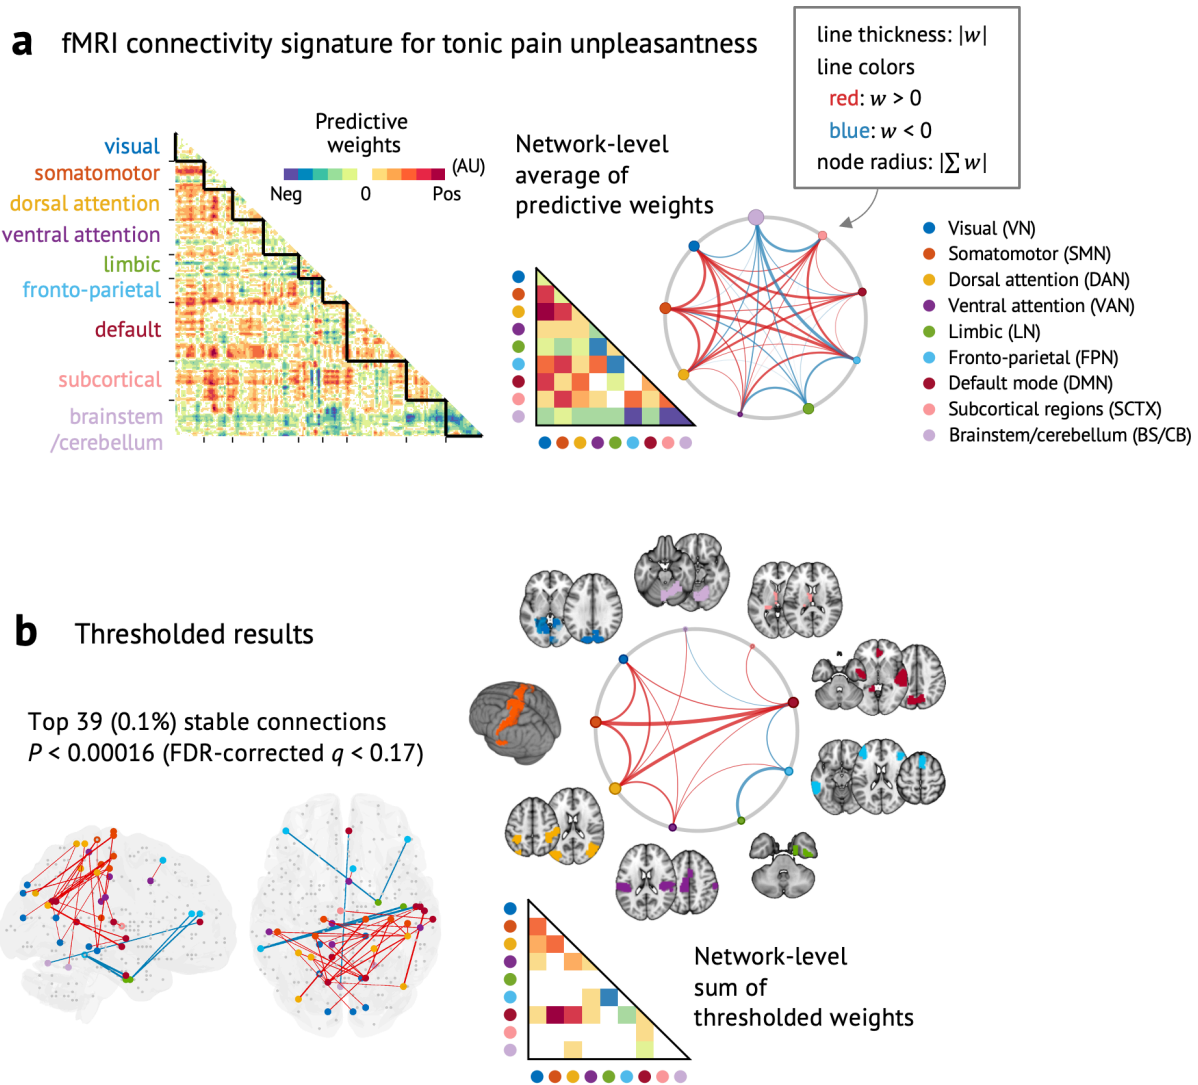 a fMRI connectivity signature for tonic pain unpleasantness
line thickness: |w|
line colors
red: w > 0
blue: w < 0
node radius: |∑ w|
Predictive
weights
(AU)
Neg 0 Pos
visual
somatomotor
dorsal attention
ventral attention
limbic
fronto-parietal
default
subcortical
brainstem
/cerebellum
Network-level
average of
predictive weights
Visual (VN)
Somatomotor (SMN)
Dorsal attention (DAN)
Ventral attention (VAN)
Limbic (LN)
Fronto-parietal (FPN)
Default mode (DMN)
Subcortical regions (SCTX)
Brainstem/cerebellum (BS/CB)
b Thresholded results
Top 39 (0.1%) stable connections
P < 0.00016 (FDR-corrected q < 0.17)
Network-level
sum of
thresholded weights